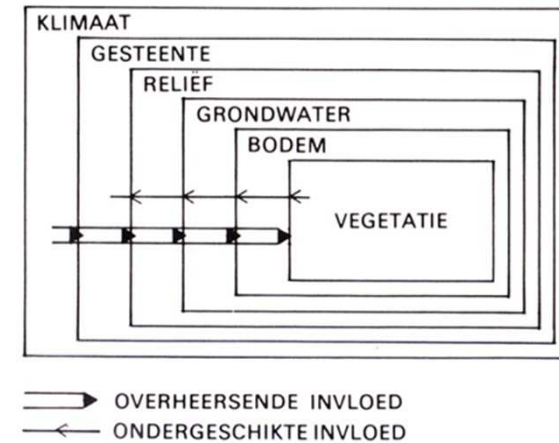 KLIMAAT
GESTEENTE
RELIËF
GRONDWATER
BODEM
VEGETATIE
OVERHEERSENDE INVLOED
ONDERGESCHIKTE INVLOED